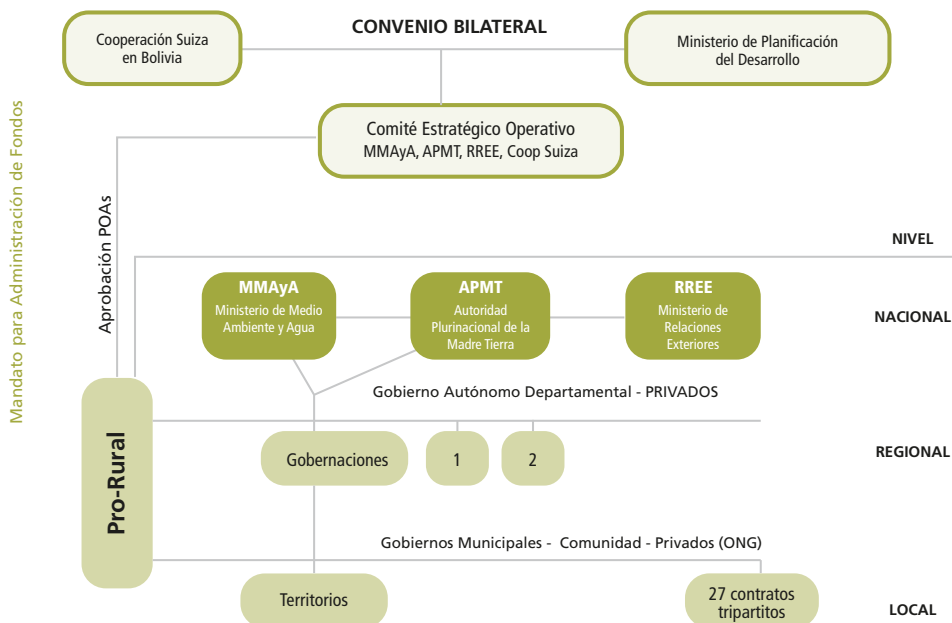 CONVENIO BILATERAL
Cooperación Suiza
en Bolivia
Ministerio de Planificación
del Desarrollo
Comité Estratégico Operativo
MMAyA, APMT, RREE, Coop Suiza
Mandato para Administración de Fondos
Aprobación POAs
NIVEL
MMAyA
Ministerio de Medio
Ambiente y Agua
APMT
Autoridad
Plurinacional de la
Madre Tierra
RREE
Ministerio de
Relaciones
Exteriores
NACIONAL
Gobierno Autónomo Departamental - PRIVADOS
Pro-Rural
Gobernaciones
1
2
REGIONAL
Gobiernos Municipales - Comunidad - Privados (ONG)
Territorios
27 contratos
tripartitos
LOCAL